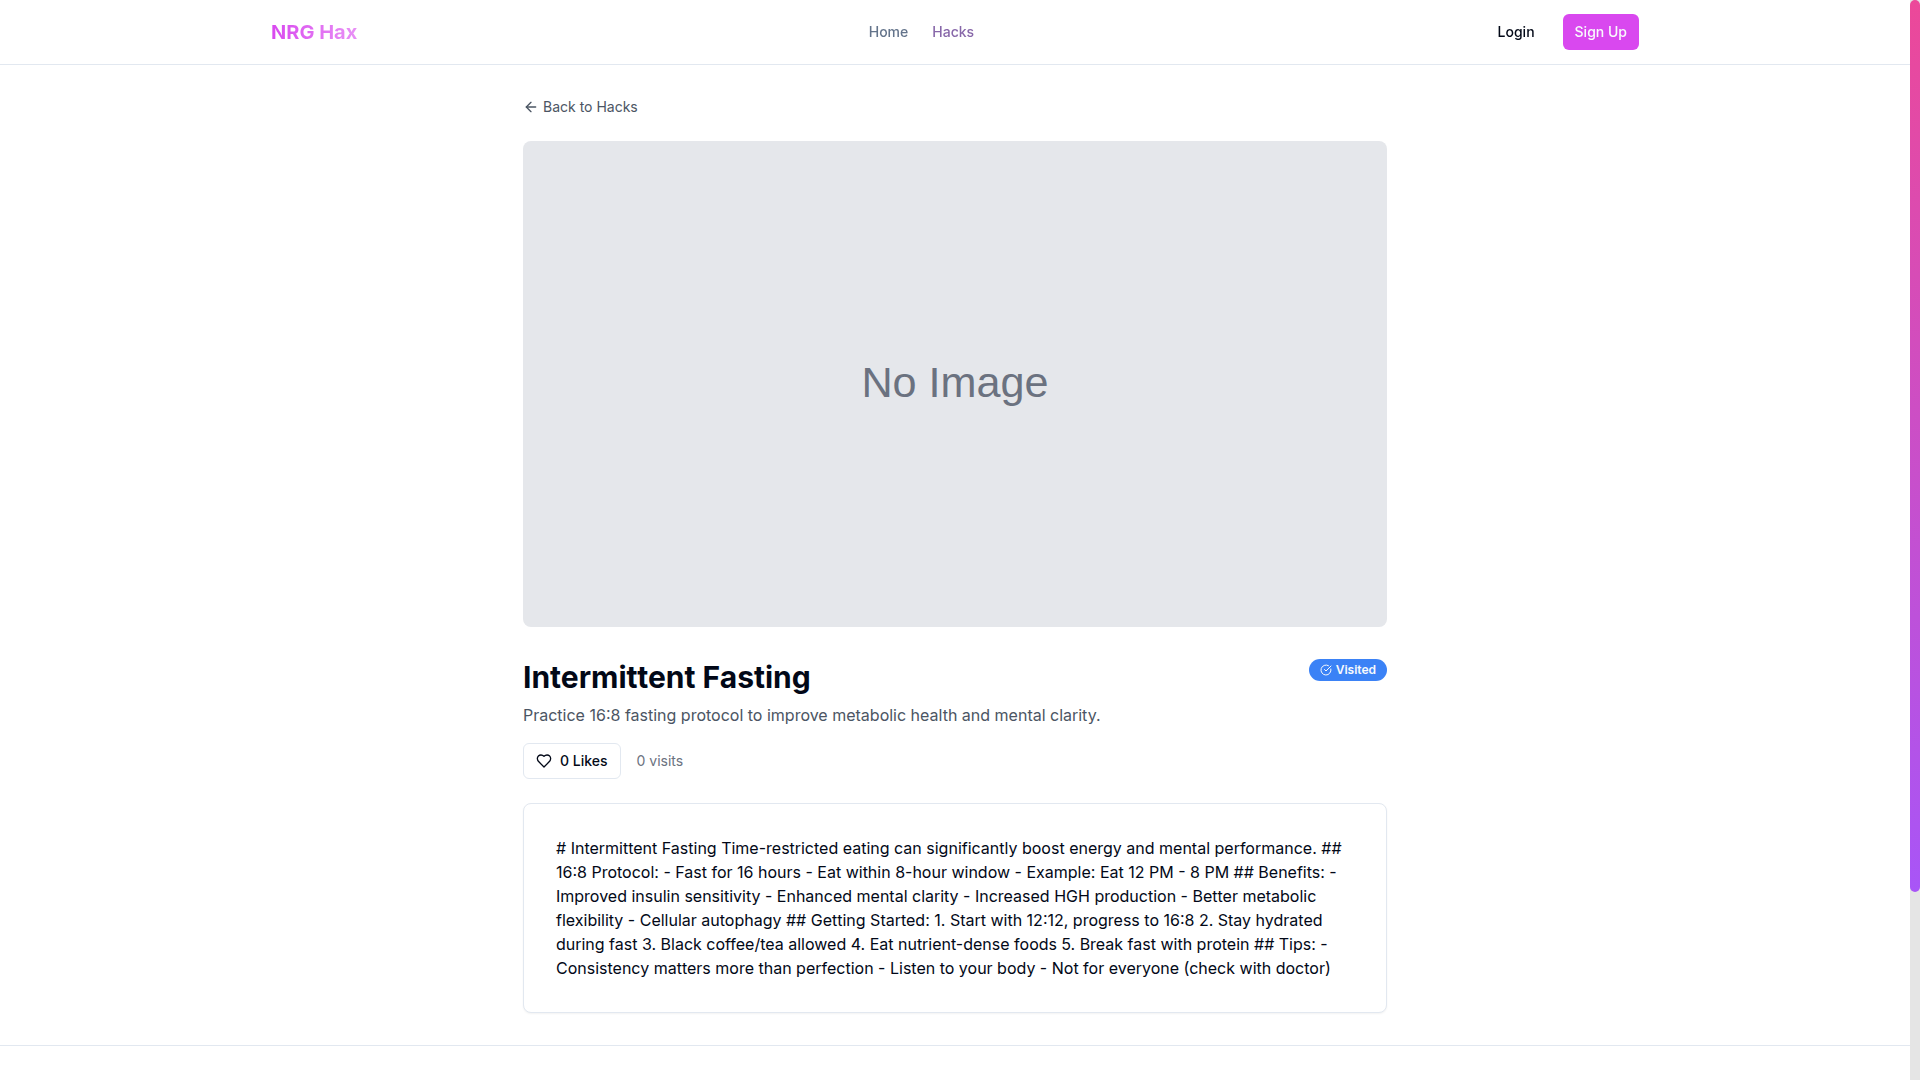 NRG Hax
Home
Hacks
Login
Sign Up
Back to Hacks
No Image
Intermittent Fasting
Visited
Practice 16:8 fasting protocol to improve metabolic health and mental clarity.
0 Likes
0 visits
# Intermittent Fasting Time-restricted eating can significantly boost energy and mental performance. ##
16:8 Protocol: - Fast for 16 hours - Eat within 8-hour window - Example: Eat 12 PM - 8 PM ## Benefits: -
Improved insulin sensitivity - Enhanced mental clarity - Increased HGH production - Better metabolic
flexibility - Cellular autophagy ## Getting Started: 1. Start with 12:12, progress to 16:8 2. Stay hydrated
during fast 3. Black coffee/tea allowed 4. Eat nutrient-dense foods 5. Break fast with protein ## Tips: -
Consistency matters more than perfection - Listen to your body - Not for everyone (check with doctor)